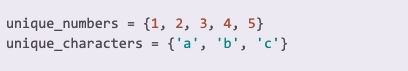 unique_numbers = {1, 2, 3, 4, 5}
unique_characters = {'a', 'b', 'c'}